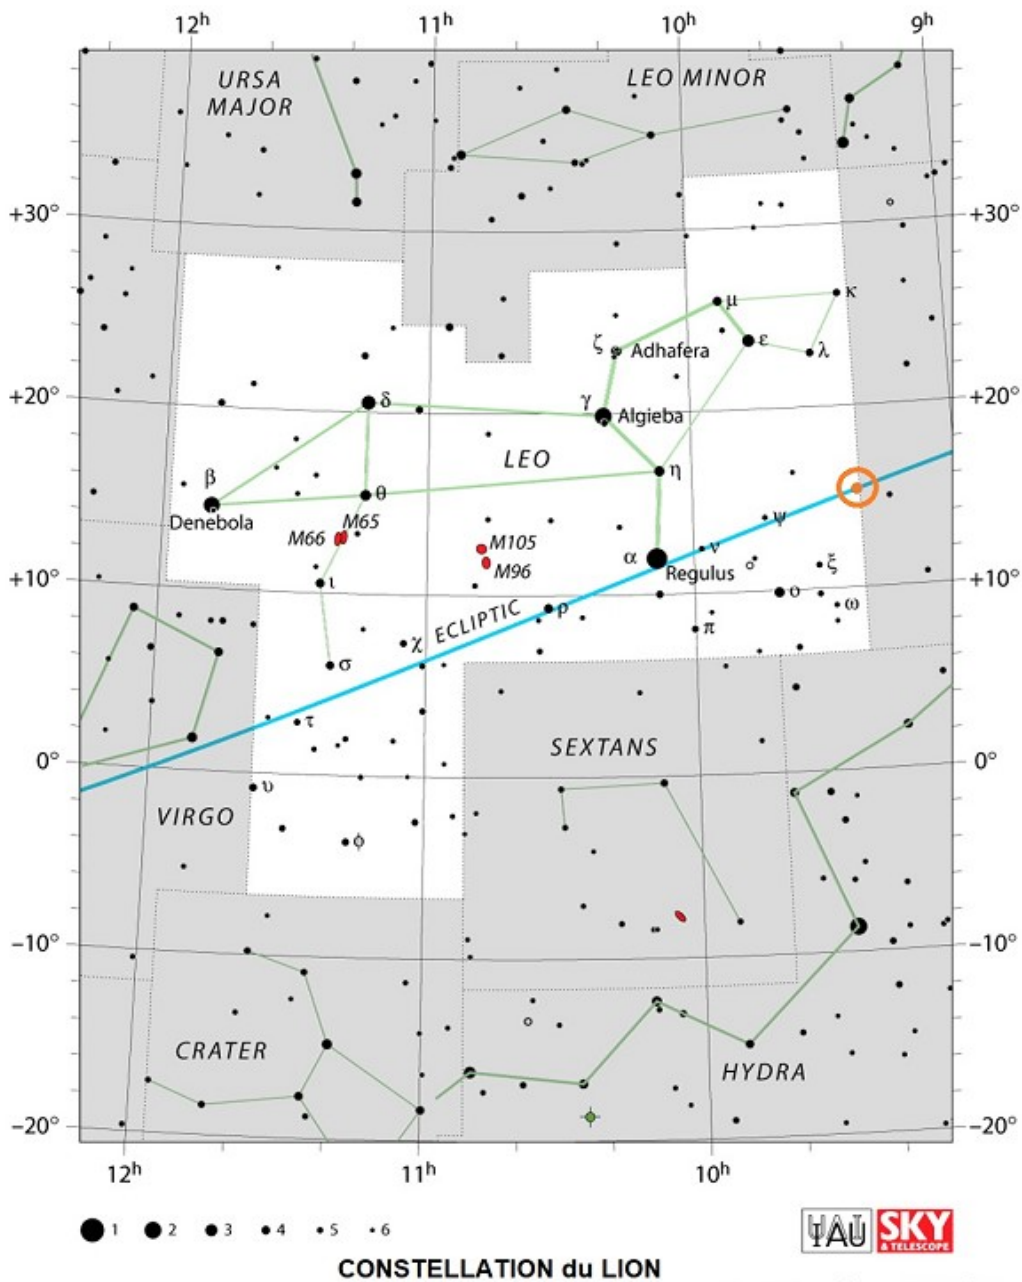 12h 11h 10h 9h
URSA
MAJOR
LEO MINOR
+30° +30°
μ κ
ζ Adhafera ε λ
+20° +20°
δ γ Algieba
LEO
β θ η
Denebola
M66 M65 ψ
M105 ν
α ♂ ξ
M96 Regulus
+10° ι +10°
ο ω
ECLIPTIC ρ
χ π
σ
τ
SEXTANS
0° 0°
υ
VIRGO
φ
−10° −10°
CRATER
HYDRA
−20° −20°
12h 11h 10h
1 2 3 4 5 6
IAU SKY
& TELESCOPE
CONSTELLATION du LION